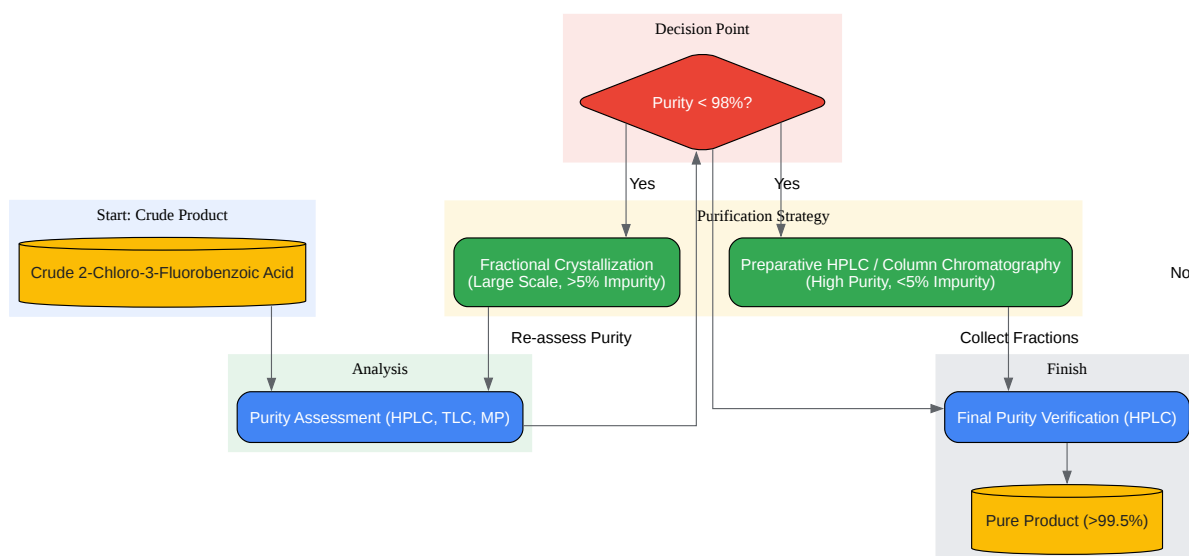 Decision Point
Purity < 98%?
Yes
Yes
Start: Crude Product
Crude 2-Chloro-3-Fluorobenzoic Acid
Purification Strategy
Fractional Crystallization
(Large Scale, >5% Impurity)
Preparative HPLC / Column Chromatography
(High Purity, <5% Impurity)
No
Re-assess Purity
Collect Fractions
Analysis
Purity Assessment (HPLC, TLC, MP)
Finish
Final Purity Verification (HPLC)
Pure Product (>99.5%)